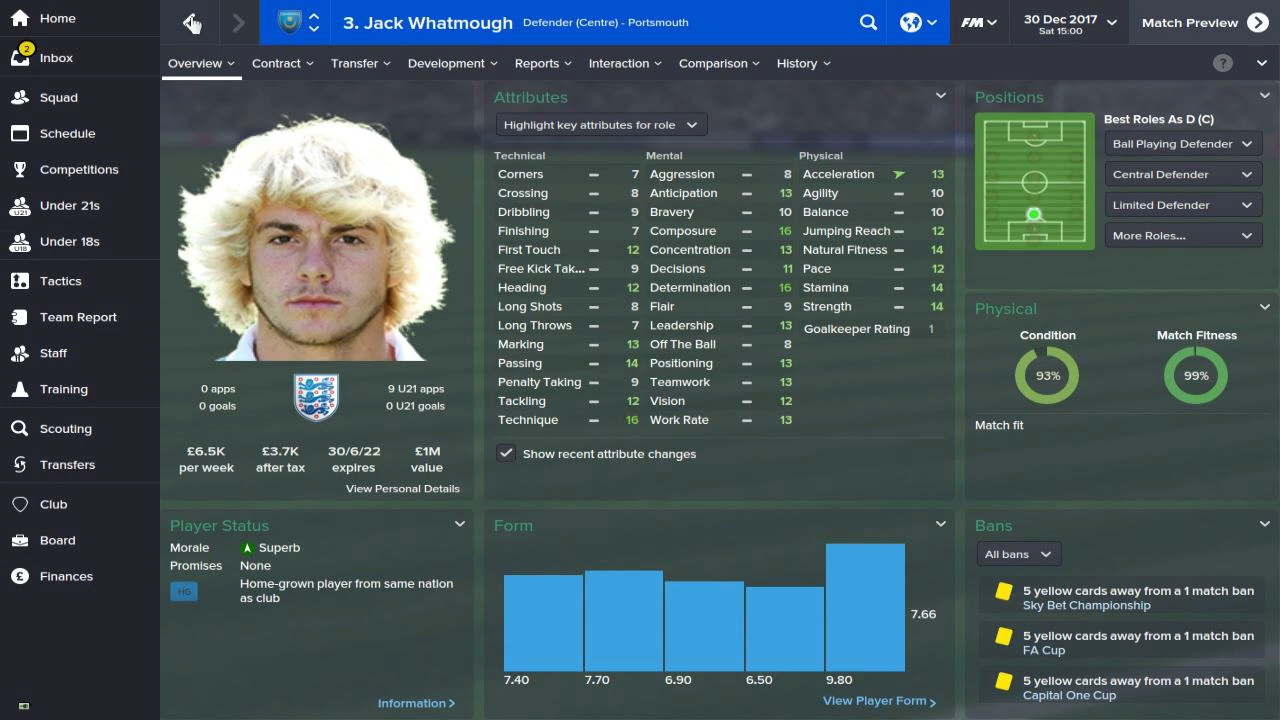 Home
2
Inbox
Squad
Schedule
Competitions
U21
Under 21s
U18
Under 18s
Tactics
Team Report
Staff
Training
Scouting
Transfers
Club
Board
£
Finances
3. Jack Whatmough
Defender (Centre) - Portsmouth
FM
30 Dec 2017
Sat 15:00
Match Preview
Overview
Contract
Transfer
Development
Reports
Interaction
Comparison
History
?
0 apps
0 goals
9 U21 apps
0 U21 goals
£6.5K per week
£3.7K after tax
30/6/22 expires
£1M value
View Personal Details
Attributes
Highlight key attributes for role
Technical Mental Physical
Corners 7 Aggression 8 Acceleration 13
Crossing 8 Anticipation 13 Agility 10
Dribbling 9 Bravery 10 Balance 10
Finishing 7 Composure 16 Jumping Reach 12
First Touch 12 Concentration 13 Natural Fitness 14
Free Kick Tak... 9 Decisions 11 Pace 12
Heading 12 Determination 16 Stamina 14
Long Shots 8 Flair 9 Strength 14
Long Throws 7 Leadership 13 Goalkeeper Rating 1
Marking 13 Off The Ball 8
Passing 14 Positioning 13
Penalty Taking 9 Teamwork 13
Tackling 12 Vision 12
Technique 16 Work Rate 13
Show recent attribute changes
Positions
Best Roles As D (C)
Ball Playing Defender
Central Defender
Limited Defender
More Roles...
Physical
Condition Match Fitness
93% 99%
Match fit
Player Status
Morale Superb
Promises None
HG Home-grown player from same nation
as club
Information >
Form
7.66
7.40 7.70 6.90 6.50 9.80
View Player Form >
Bans
All bans
5 yellow cards away from a 1 match ban
Sky Bet Championship
5 yellow cards away from a 1 match ban
FA Cup
5 yellow cards away from a 1 match ban
Capital One Cup